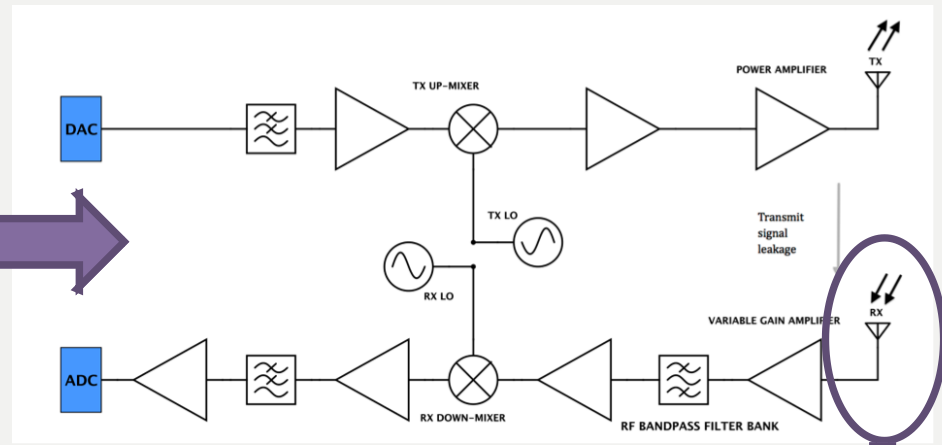 TX
POWER AMPLIFIER
TX UP-MIXER
DAC
TX LO
Transmit
signal
leakage
RX LO
RX
VARIABLE GAIN AMPLIFIER
ADC
RX DOWN-MIXER
RF BANDPASS FILTER BANK